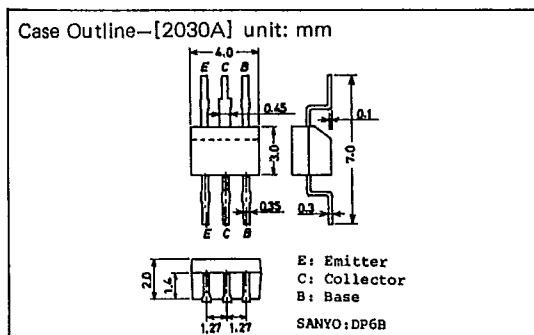 Case Outline—[2030A] unit: mm
4.0
E C B
0.45
0.1
3.0
7.0
0.35
0.3
E C B
2.0
1.4
1.27 1.27
E: Emitter
C: Collector
B: Base
SANYO:DP6B